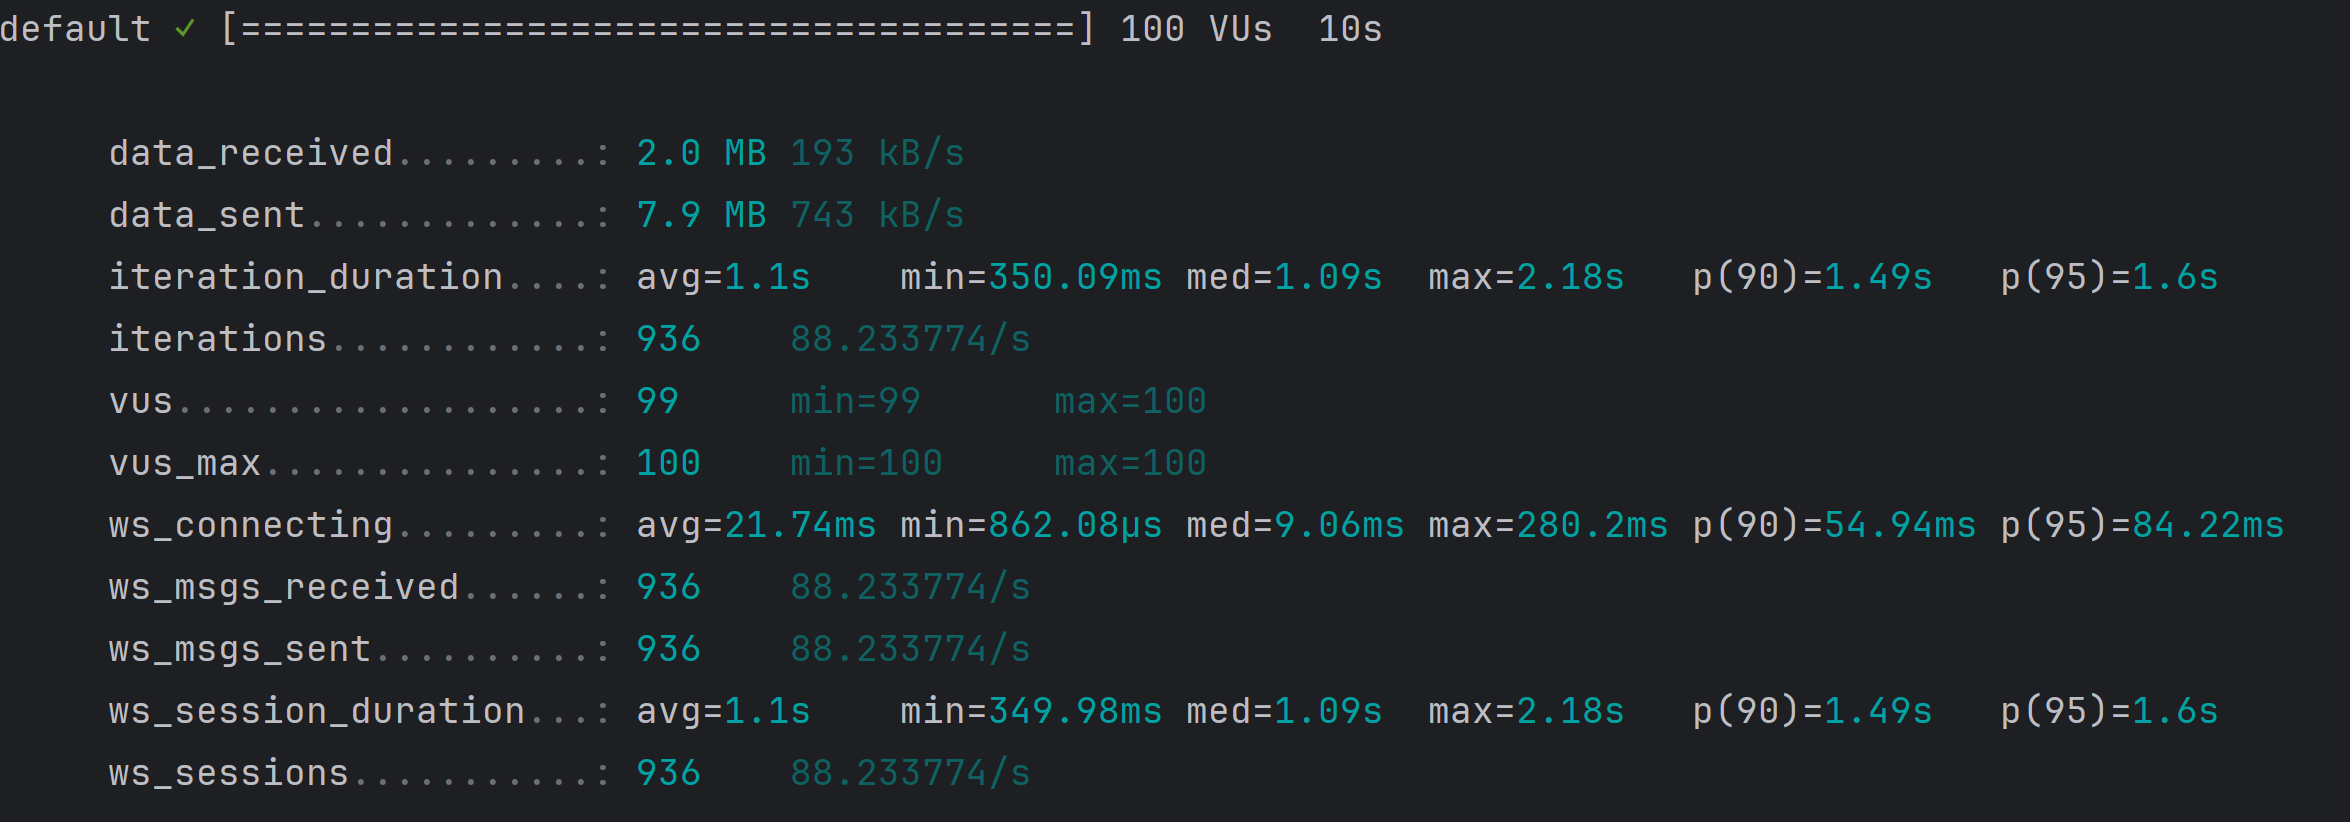 default ✓ [======================================] 100 VUs  10s
data_received.........: 2.0 MB 193 kB/s
data_sent.............: 7.9 MB 743 kB/s
iteration_duration....: avg=1.1s    min=350.09ms med=1.09s  max=2.18s   p(90)=1.49s   p(95)=1.6s
iterations............: 936    88.233774/s
vus...................: 99     min=99      max=100
vus_max...............: 100    min=100     max=100
ws_connecting.........: avg=21.74ms min=862.08µs med=9.06ms max=280.2ms p(90)=54.94ms p(95)=84.22ms
ws_msgs_received......: 936    88.233774/s
ws_msgs_sent..........: 936    88.233774/s
ws_session_duration...: avg=1.1s    min=349.98ms med=1.09s  max=2.18s   p(90)=1.49s   p(95)=1.6s
ws_sessions...........: 936    88.233774/s